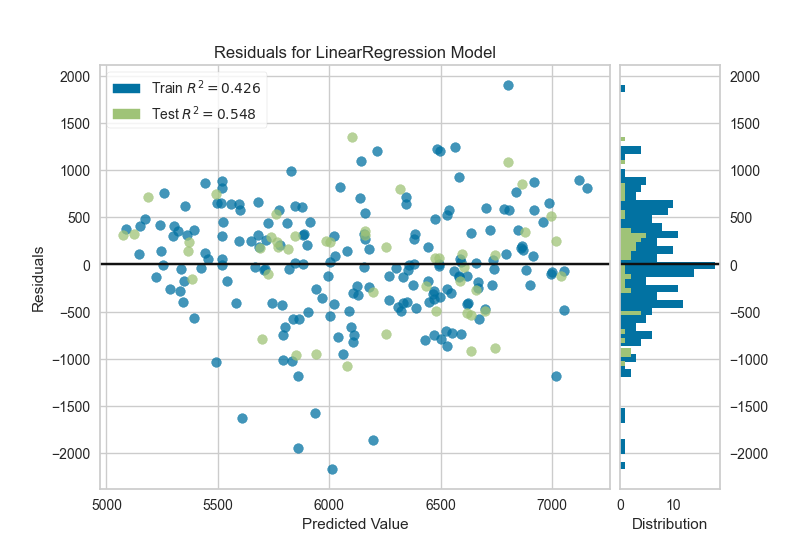 Residuals for LinearRegression Model
Train R² = 0.426
Test R² = 0.548
2000
1500
1000
500
0
−500
−1000
−1500
−2000
Residuals
5000 5500 6000 6500 7000
Predicted Value
2000
1500
1000
500
0
−500
−1000
−1500
−2000
0 10
Distribution